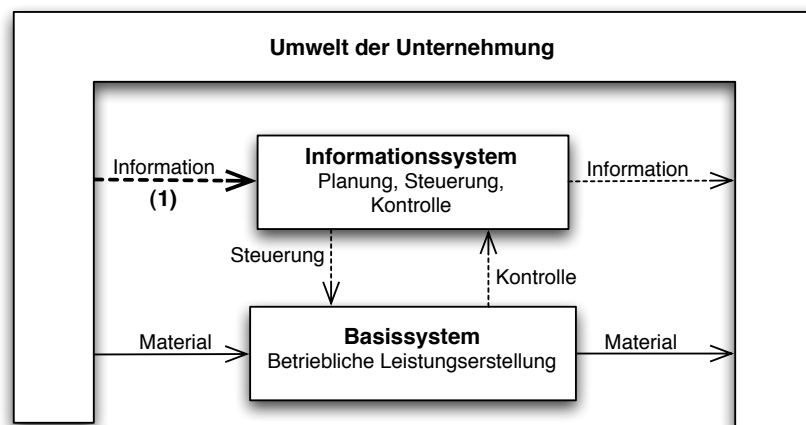 Umwelt der Unternehmung
Information
(1)
Informationssystem
Planung, Steuerung,
Kontrolle
Information
Steuerung
Kontrolle
Material
Basissystem
Betriebliche Leistungserstellung
Material